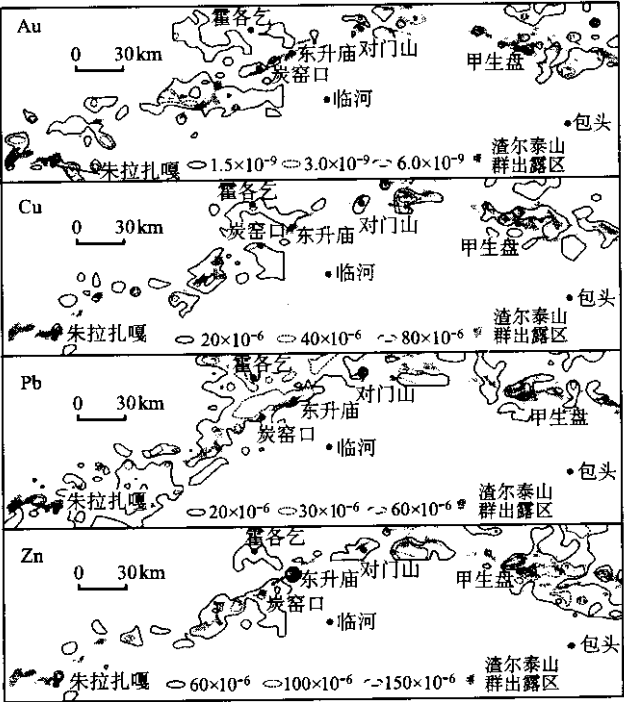 Au
霍各乞
0 30km
东升庙
对门山
甲生盘
炭窑口
临河
包头
朱拉扎嘎
1.5×10⁻⁹ 3.0×10⁻⁹ 6.0×10⁻⁹
渣尔泰山
群出露区
Cu
霍各乞
0 30km
炭窑口
东升庙
对门山
甲生盘
临河
包头
朱拉扎嘎
20×10⁻⁶ 40×10⁻⁶ 80×10⁻⁶
渣尔泰山
群出露区
Pb
霍各乞
0 30km
东升庙
对门山
甲生盘
炭窑口
临河
包头
朱拉扎嘎
20×10⁻⁶ 30×10⁻⁶ 60×10⁻⁶
渣尔泰山
群出露区
Zn
霍各乞
0 30km
东升庙
对门山
甲生盘
炭窑口
临河
包头
朱拉扎嘎
60×10⁻⁶ 100×10⁻⁶ 150×10⁻⁶
渣尔泰山
群出露区